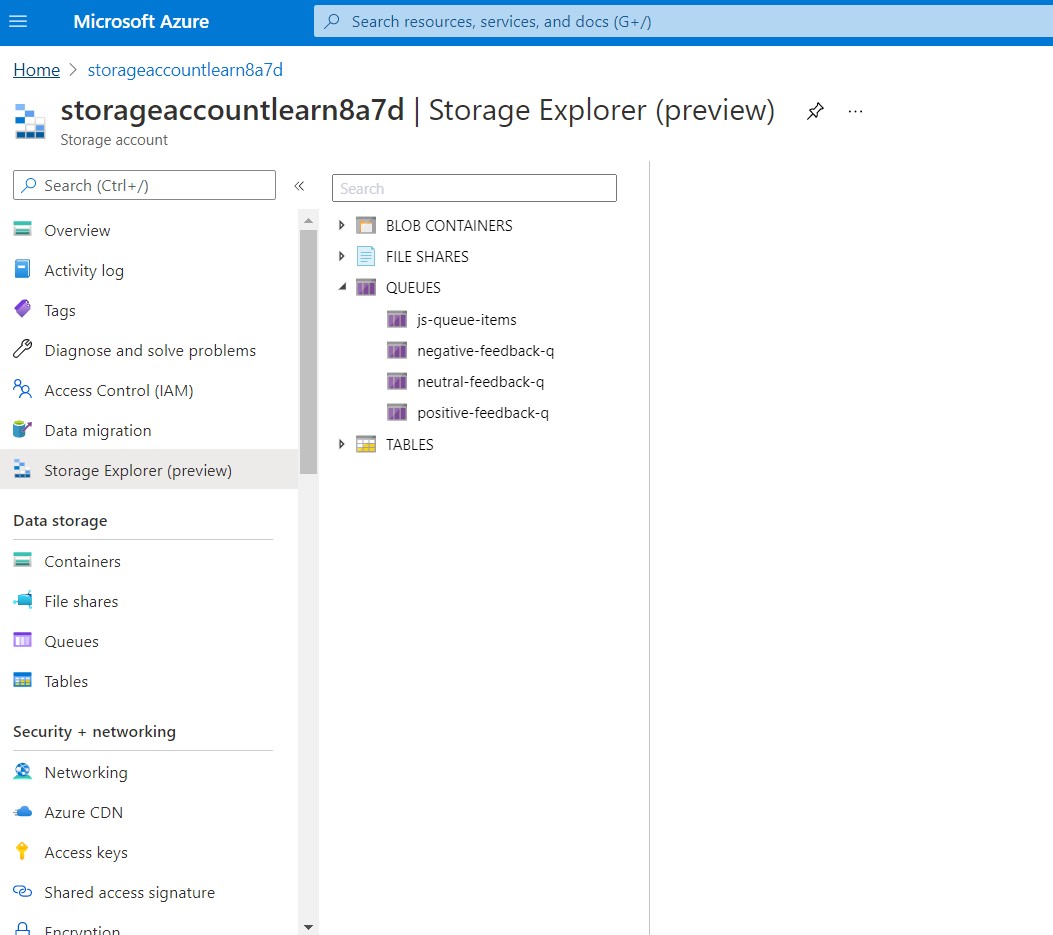 Microsoft Azure
Search resources, services, and docs (G+/)
Home > storageaccountlearn8a7d
storageaccountlearn8a7d | Storage Explorer (preview) ...
Storage account
Search (Ctrl+/)
«
Overview
Activity log
Tags
Diagnose and solve problems
Access Control (IAM)
Data migration
Storage Explorer (preview)
Data storage
Containers
File shares
Queues
Tables
Security + networking
Networking
Azure CDN
Access keys
Shared access signature
Encryption
Search
BLOB CONTAINERS
FILE SHARES
QUEUES
js-queue-items
negative-feedback-q
neutral-feedback-q
positive-feedback-q
TABLES